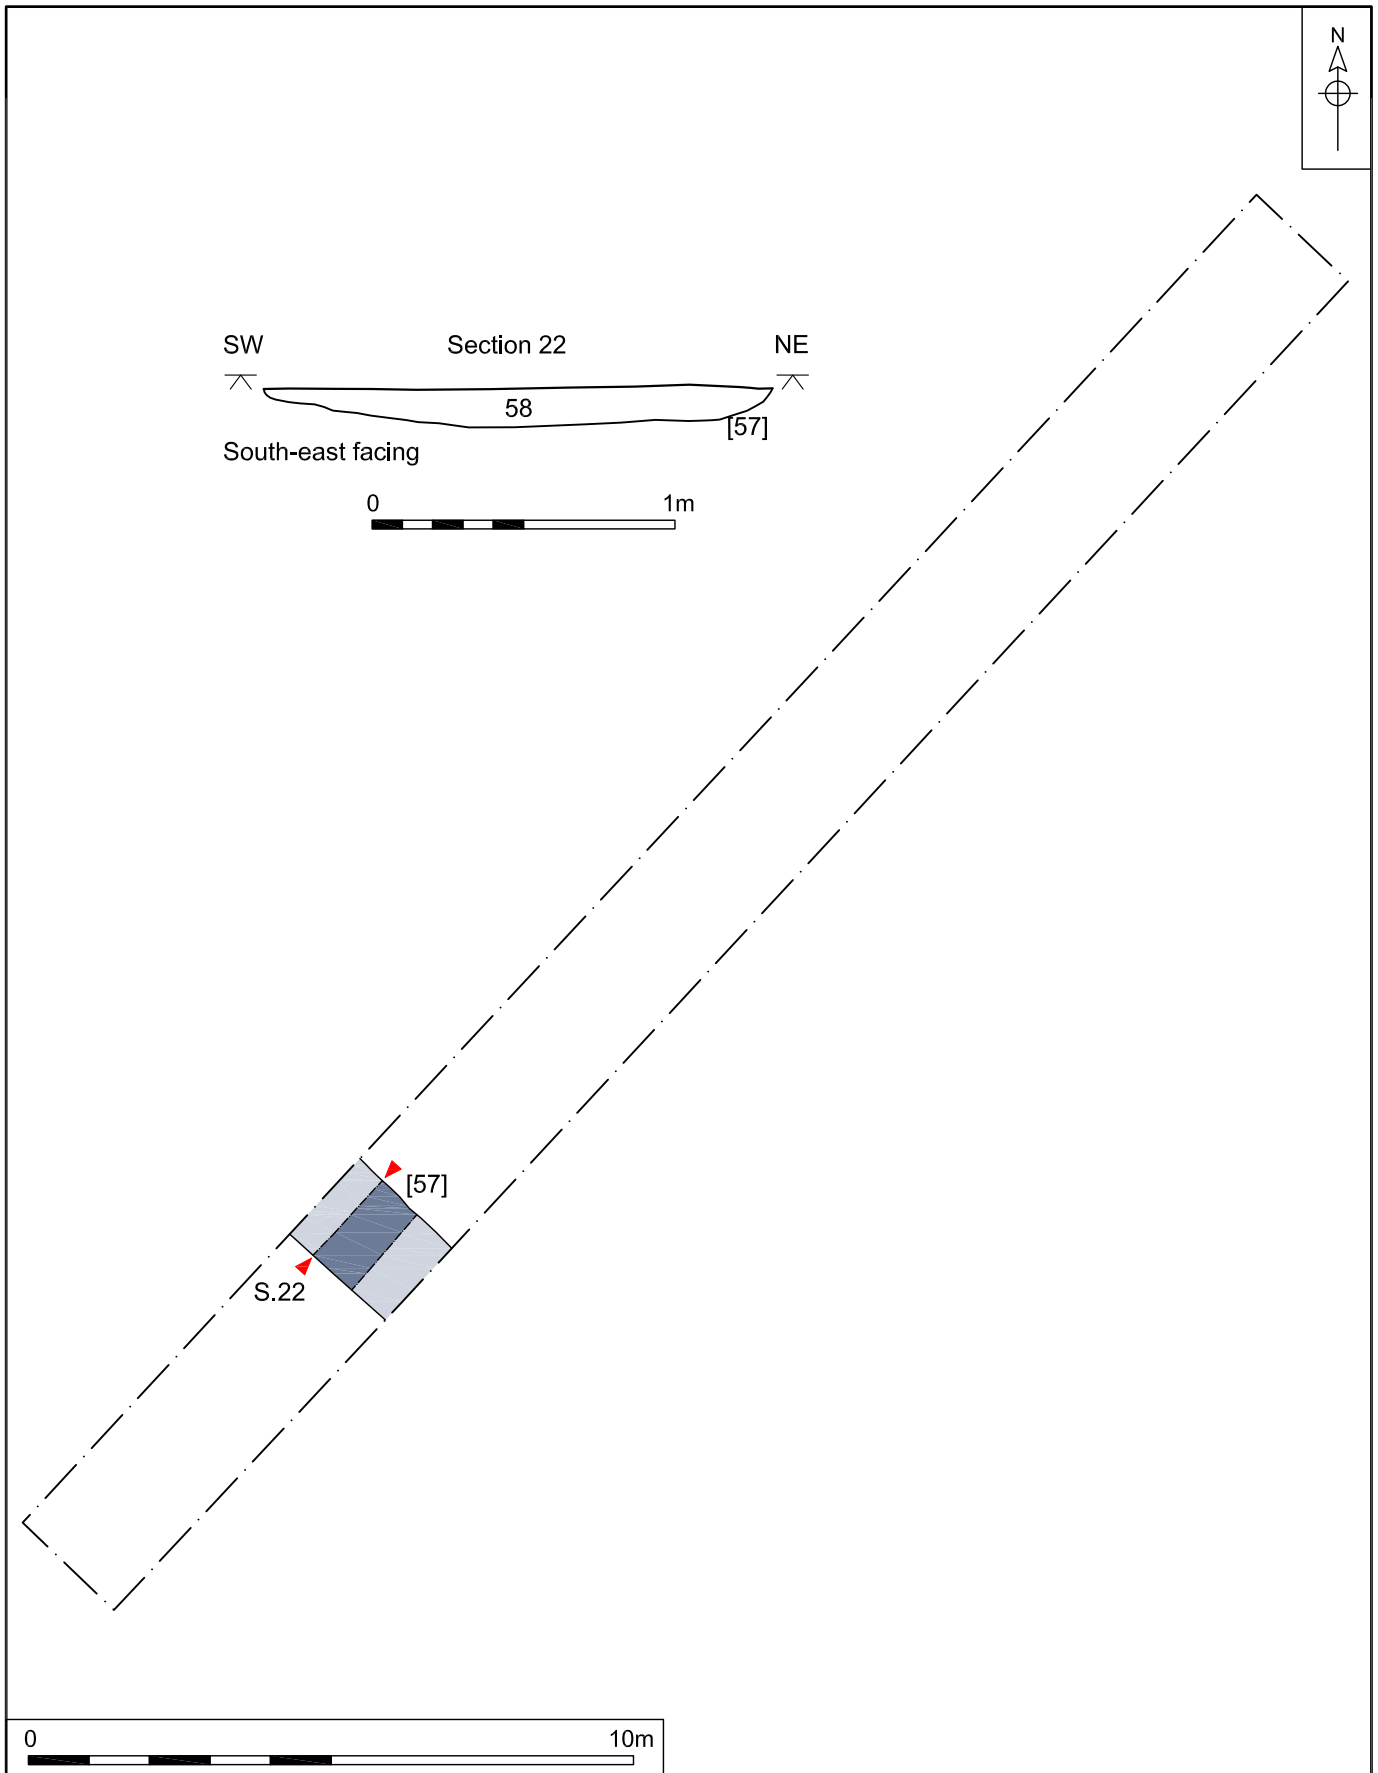 N
SW Section 22 NE
58
[57]
South-east facing
0 1m
[57]
S.22
0 10m